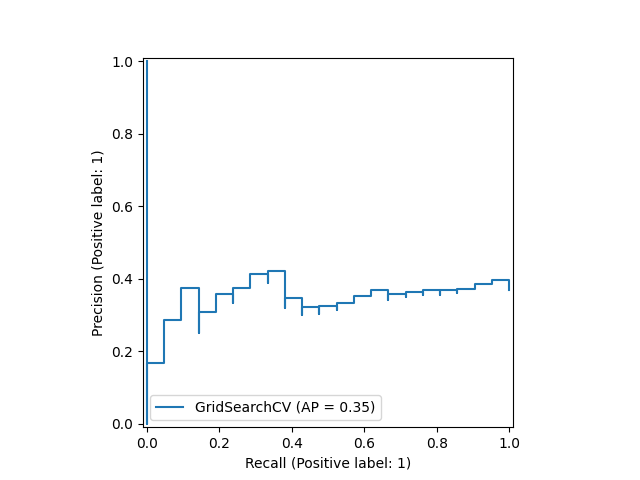 1.0
0.8
0.6
0.4
0.2
0.0
Precision (Positive label: 1)
GridSearchCV (AP = 0.35)
0.0 0.2 0.4 0.6 0.8 1.0
Recall (Positive label: 1)